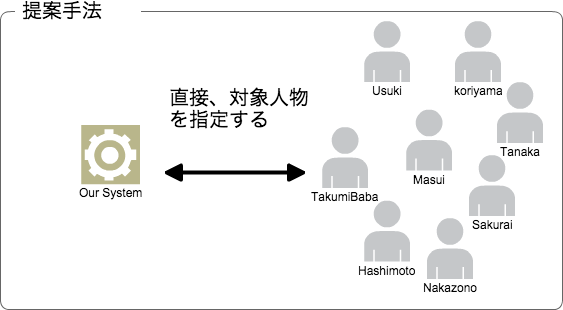 提案手法
直接、対象人物
を指定する
Our System
Usuki
koriyama
Tanaka
Masui
TakumiBaba
Sakurai
Hashimoto
Nakazono